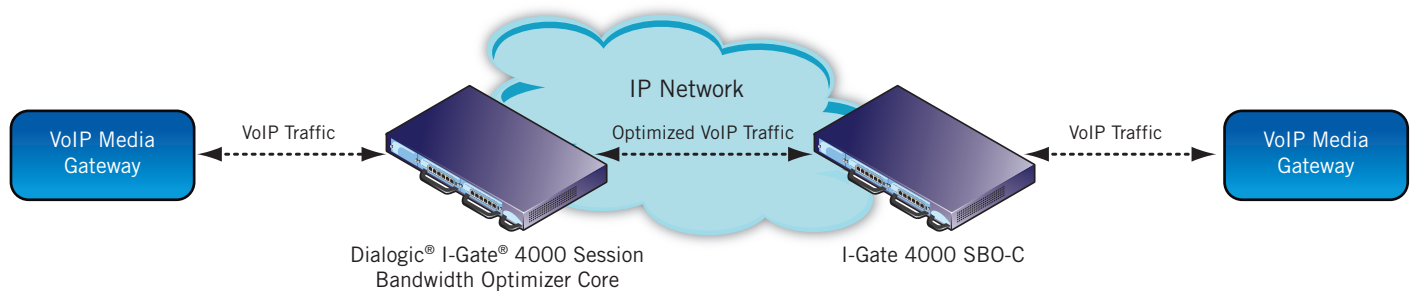 IP Network
VoIP Media
Gateway
VoIP Traffic
Optimized VoIP Traffic
VoIP Traffic
VoIP Media
Gateway
Dialogic® I-Gate® 4000 Session
Bandwidth Optimizer Core
I-Gate 4000 SBO-C